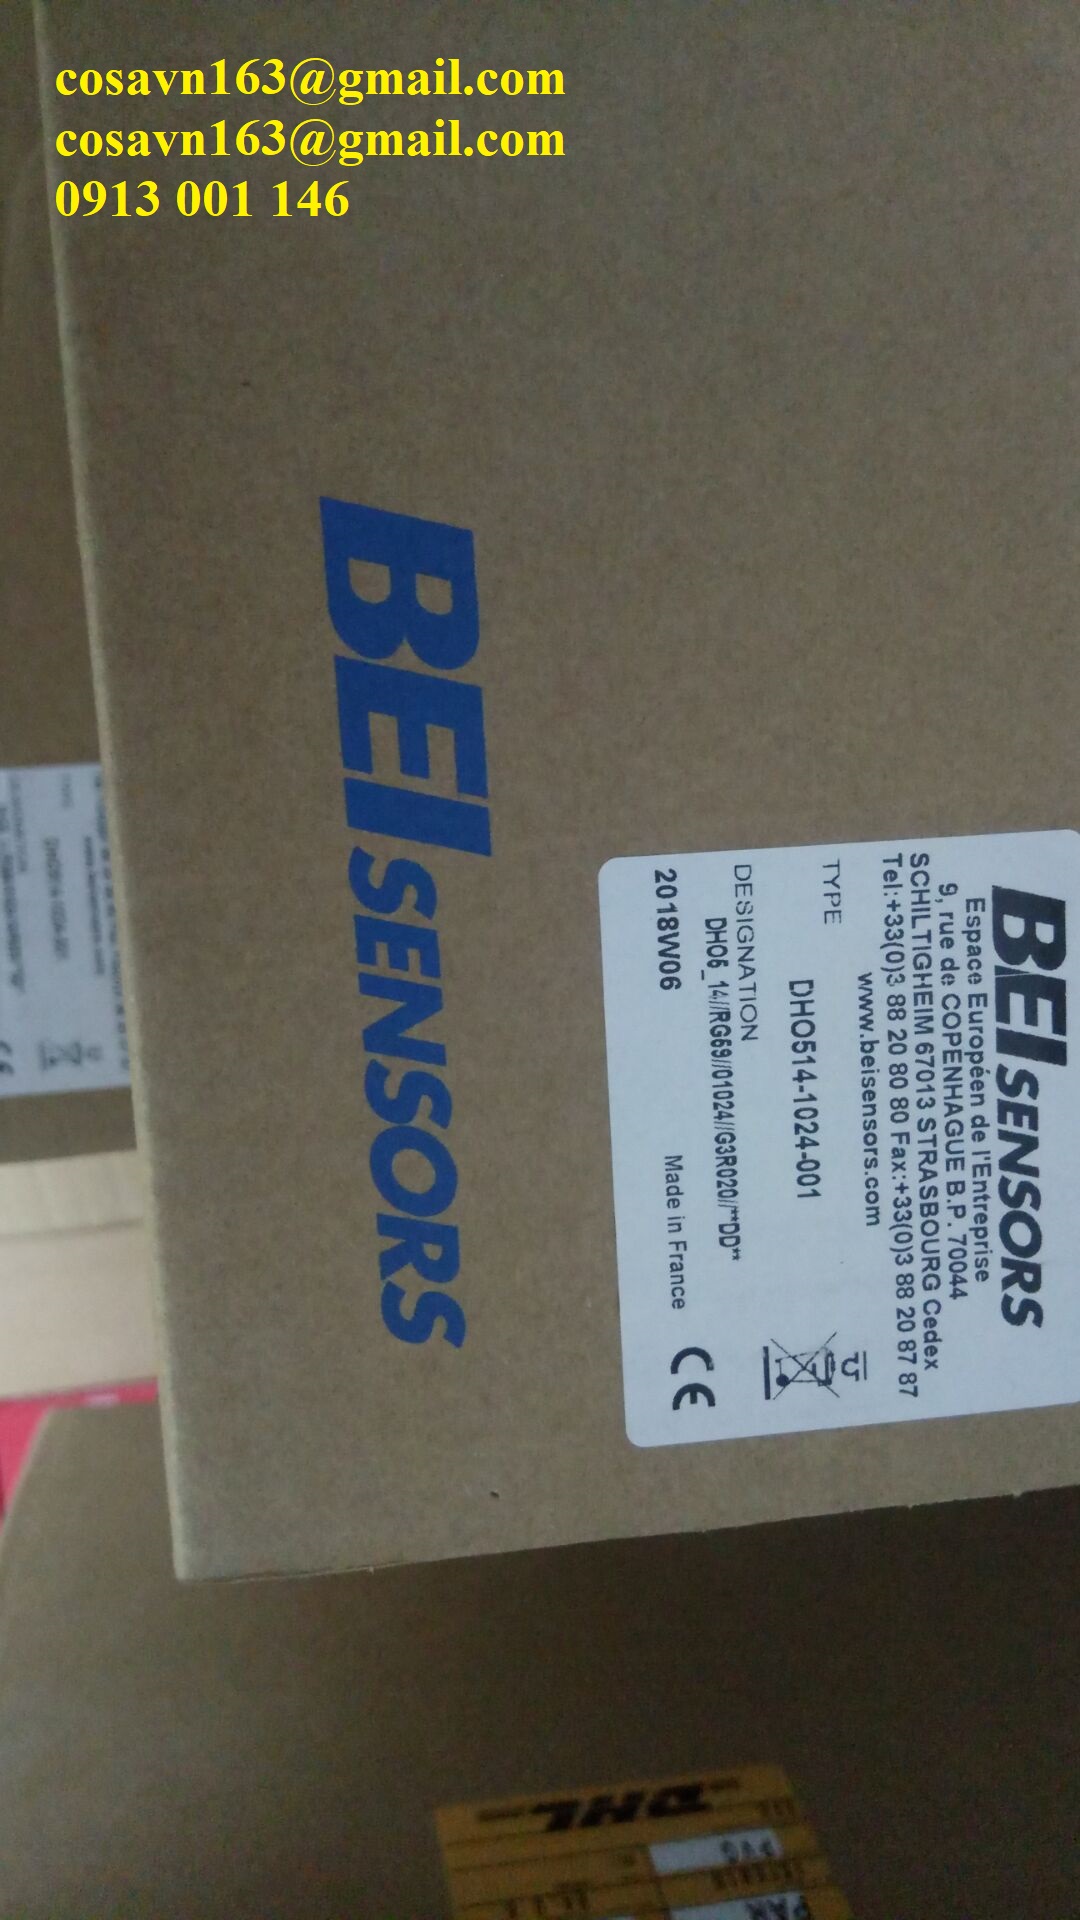 cosavn163@gmail.com
cosavn163@gmail.com
0913 001 146
BEI SENSORS
BEI SENSORS
Espace Européen de l'Entreprise
9, rue de COPENHAGUE B.P. 70044
SCHILTIGHEIM 67013 STRASBOURG Cedex
Tel:+33(0)3 88 20 80 80 Fax:+33(0)3 88 20 87 87
www.beisensors.com
TYPE
DHO514-1024-001
DESIGNATION
DHO5_14//RG59//01024//G3R020//**DD**
2018W06 Made in France CE
DHL